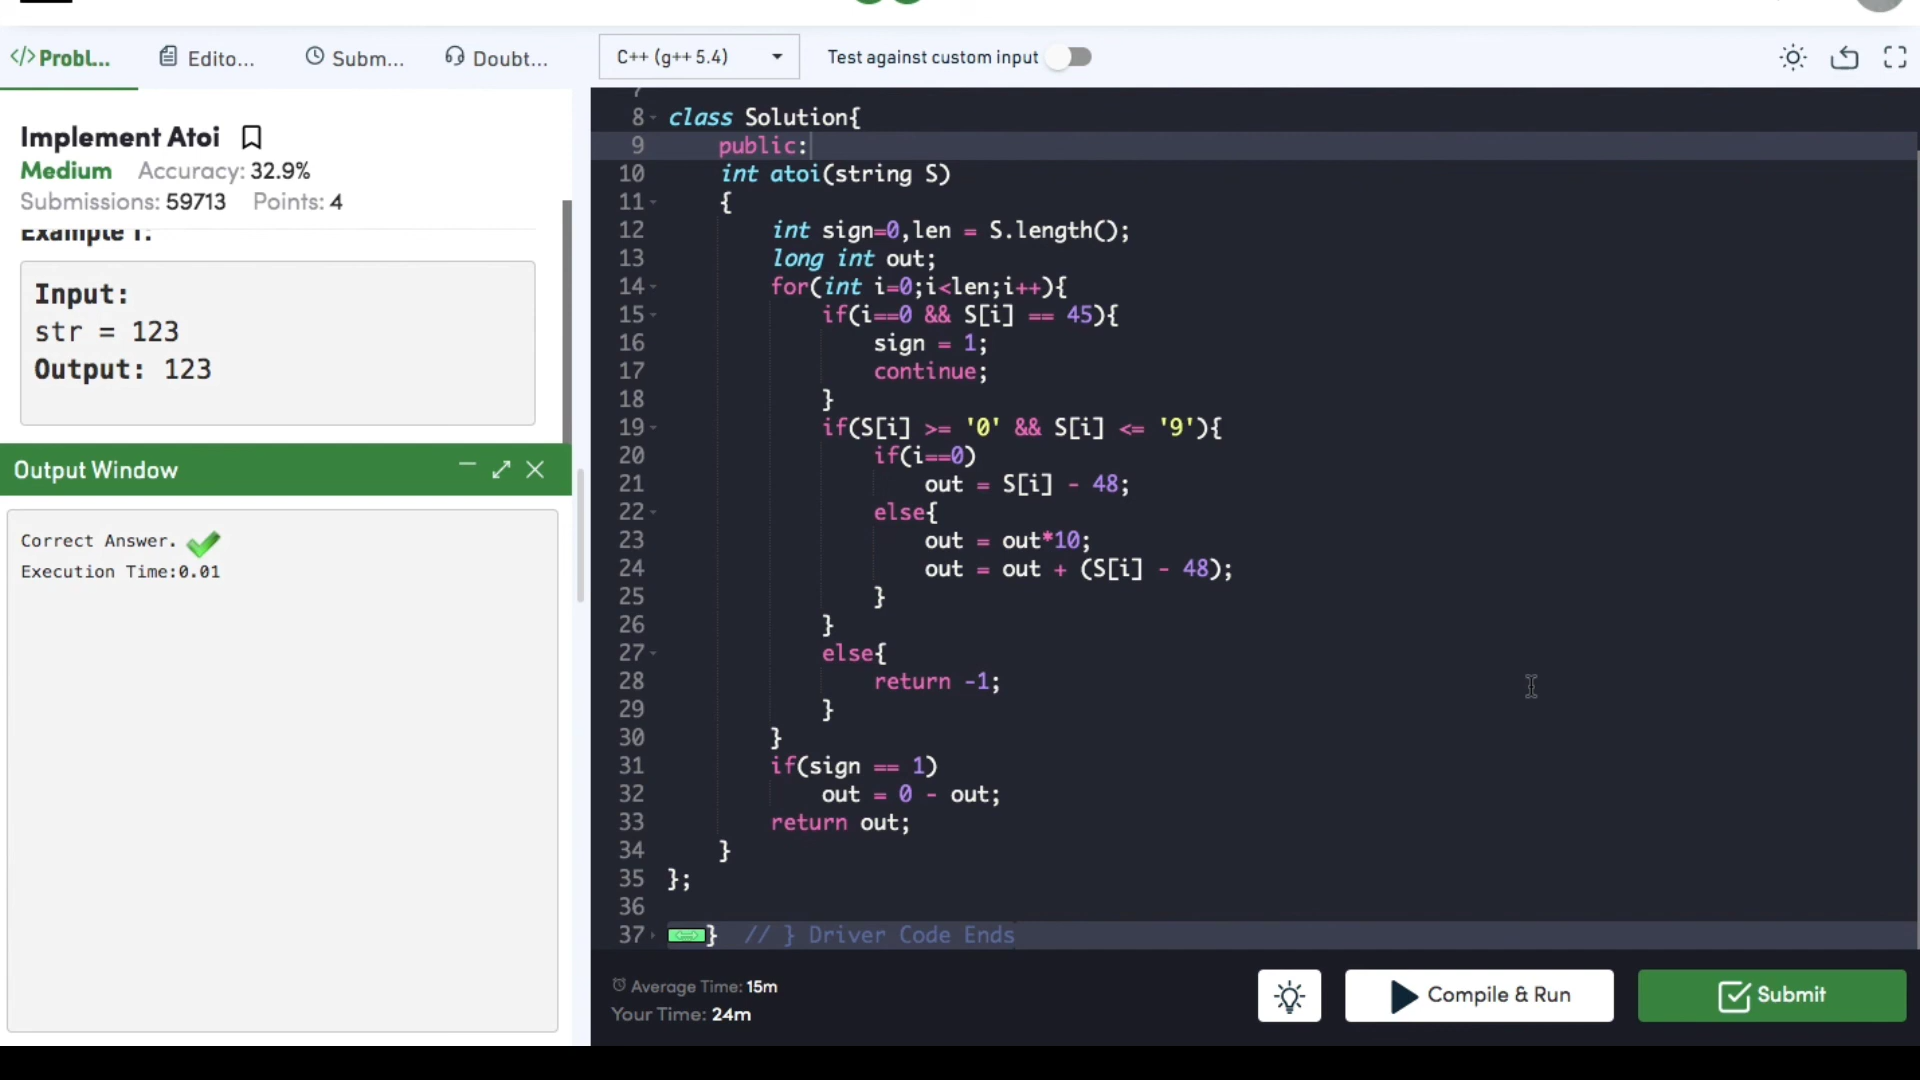 </> Probl...
Edito...
Subm...
Doubt...
C++ (g++ 5.4)
Test against custom input
Implement Atoi
Medium Accuracy: 32.9%
Submissions: 59713 Points: 4
Example 1:
Input:
str = 123
Output: 123
Output Window
Correct Answer.
Execution Time:0.01
7
8 class Solution{
9 public:
10 int atoi(string S)
11 {
12 int sign=0,len = S.length();
13 long int out;
14 for(int i=0;i<len;i++){
15 if(i==0 && S[i] == 45){
16 sign = 1;
17 continue;
18 }
19 if(S[i] >= '0' && S[i] <= '9'){
20 if(i==0)
21 out = S[i] - 48;
22 else{
23 out = out*10;
24 out = out + (S[i] - 48);
25 }
26 }
27 else{
28 return -1;
29 }
30 }
31 if(sign == 1)
32 out = 0 - out;
33 return out;
34 }
35 };
36
37 } // } Driver Code Ends
Average Time: 15m
Your Time: 24m
Compile & Run
Submit